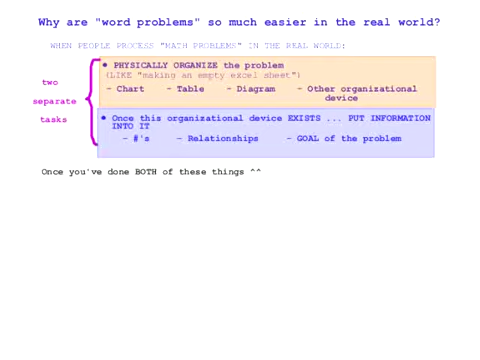 Why are "word problems" so much easier in the real world?
WHEN PEOPLE PROCESS "MATH PROBLEMS" IN THE REAL WORLD:
two
separate
tasks
• PHYSICALLY ORGANIZE the problem
(LIKE "making an empty excel sheet")
- Chart - Table - Diagram - Other organizational
device
• Once this organizational device EXISTS ... PUT INFORMATION
INTO IT
- #'s - Relationships - GOAL of the problem
Once you've done BOTH of these things ^^